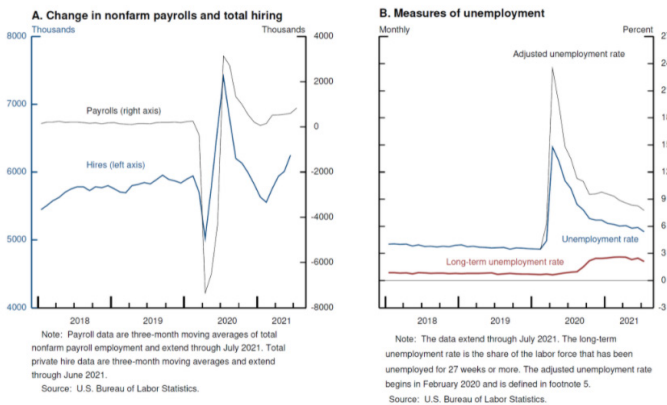 A. Change in nonfarm payrolls and total hiring
Thousands
Thousands
8000
7000
6000
5000
4000
4000
2000
0
-2000
-4000
-6000
-8000
Payrolls (right axis)
Hires (left axis)
2018
2019
2020
2021
Note: Payroll data are three-month moving averages of total
nonfarm payroll employment and extend through July 2021. Total
private hire data are three-month moving averages and extend
through June 2021.
Source: U.S. Bureau of Labor Statistics.
B. Measures of unemployment
Monthly
Percent
9
6
3
0
-3
Adjusted unemployment rate
Unemployment rate
Long-term unemployment rate
2018
2019
2020
2021
Note: The data extend through July 2021. The long-term
unemployment rate is the share of the labor force that has been
unemployed for 27 weeks or more. The adjusted unemployment rate
begins in February 2020 and is defined in footnote 5.
Source: U.S. Bureau of Labor Statistics.